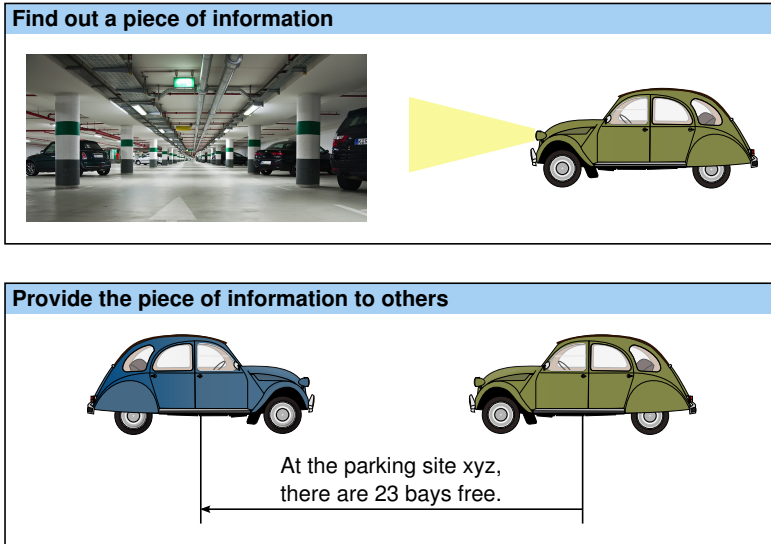 Find out a piece of information
Provide the piece of information to others
At the parking site xyz,
there are 23 bays free.